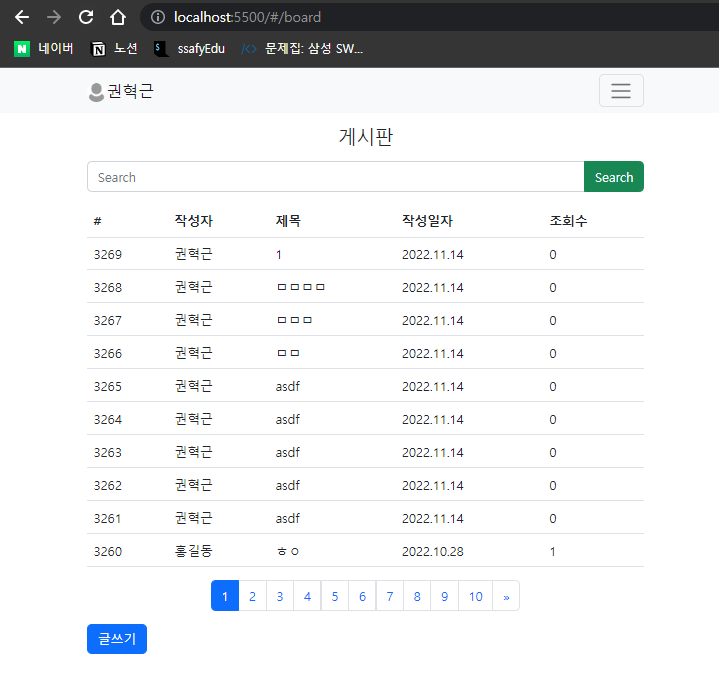 localhost:5500/#/board
네이버 노션 ssafyEdu 문제집: 삼성 SW...
권혁근
게시판
Search Search
# 작성자 제목 작성일자 조회수
3269 권혁근 1 2022.11.14 0
3268 권혁근 ㅁㅁㅁㅁ 2022.11.14 0
3267 권혁근 ㅁㅁㅁ 2022.11.14 0
3266 권혁근 ㅁㅁ 2022.11.14 0
3265 권혁근 asdf 2022.11.14 0
3264 권혁근 asdf 2022.11.14 0
3263 권혁근 asdf 2022.11.14 0
3262 권혁근 asdf 2022.11.14 0
3261 권혁근 asdf 2022.11.14 0
3260 홍길동 ㅎㅇ 2022.10.28 1
1 2 3 4 5 6 7 8 9 10 »
글쓰기